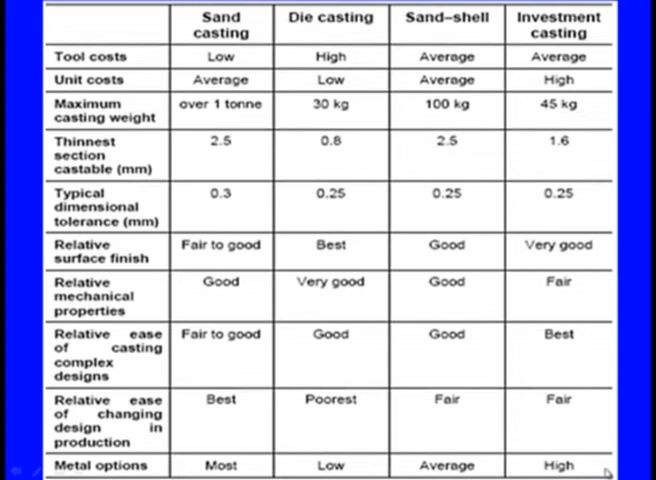 Sand casting Die casting Sand–shell Investment casting
Tool costs Low High Average Average
Unit costs Average Low Average High
Maximum casting weight over 1 tonne 30 kg 100 kg 45 kg
Thinnest section castable (mm) 2.5 0.8 2.5 1.6
Typical dimensional tolerance (mm) 0.3 0.25 0.25 0.25
Relative surface finish Fair to good Best Good Very good
Relative mechanical properties Good Very good Good Fair
Relative ease of casting complex designs Fair to good Good Good Best
Relative ease of changing design in production Best Poorest Fair Fair
Metal options Most Low Average High